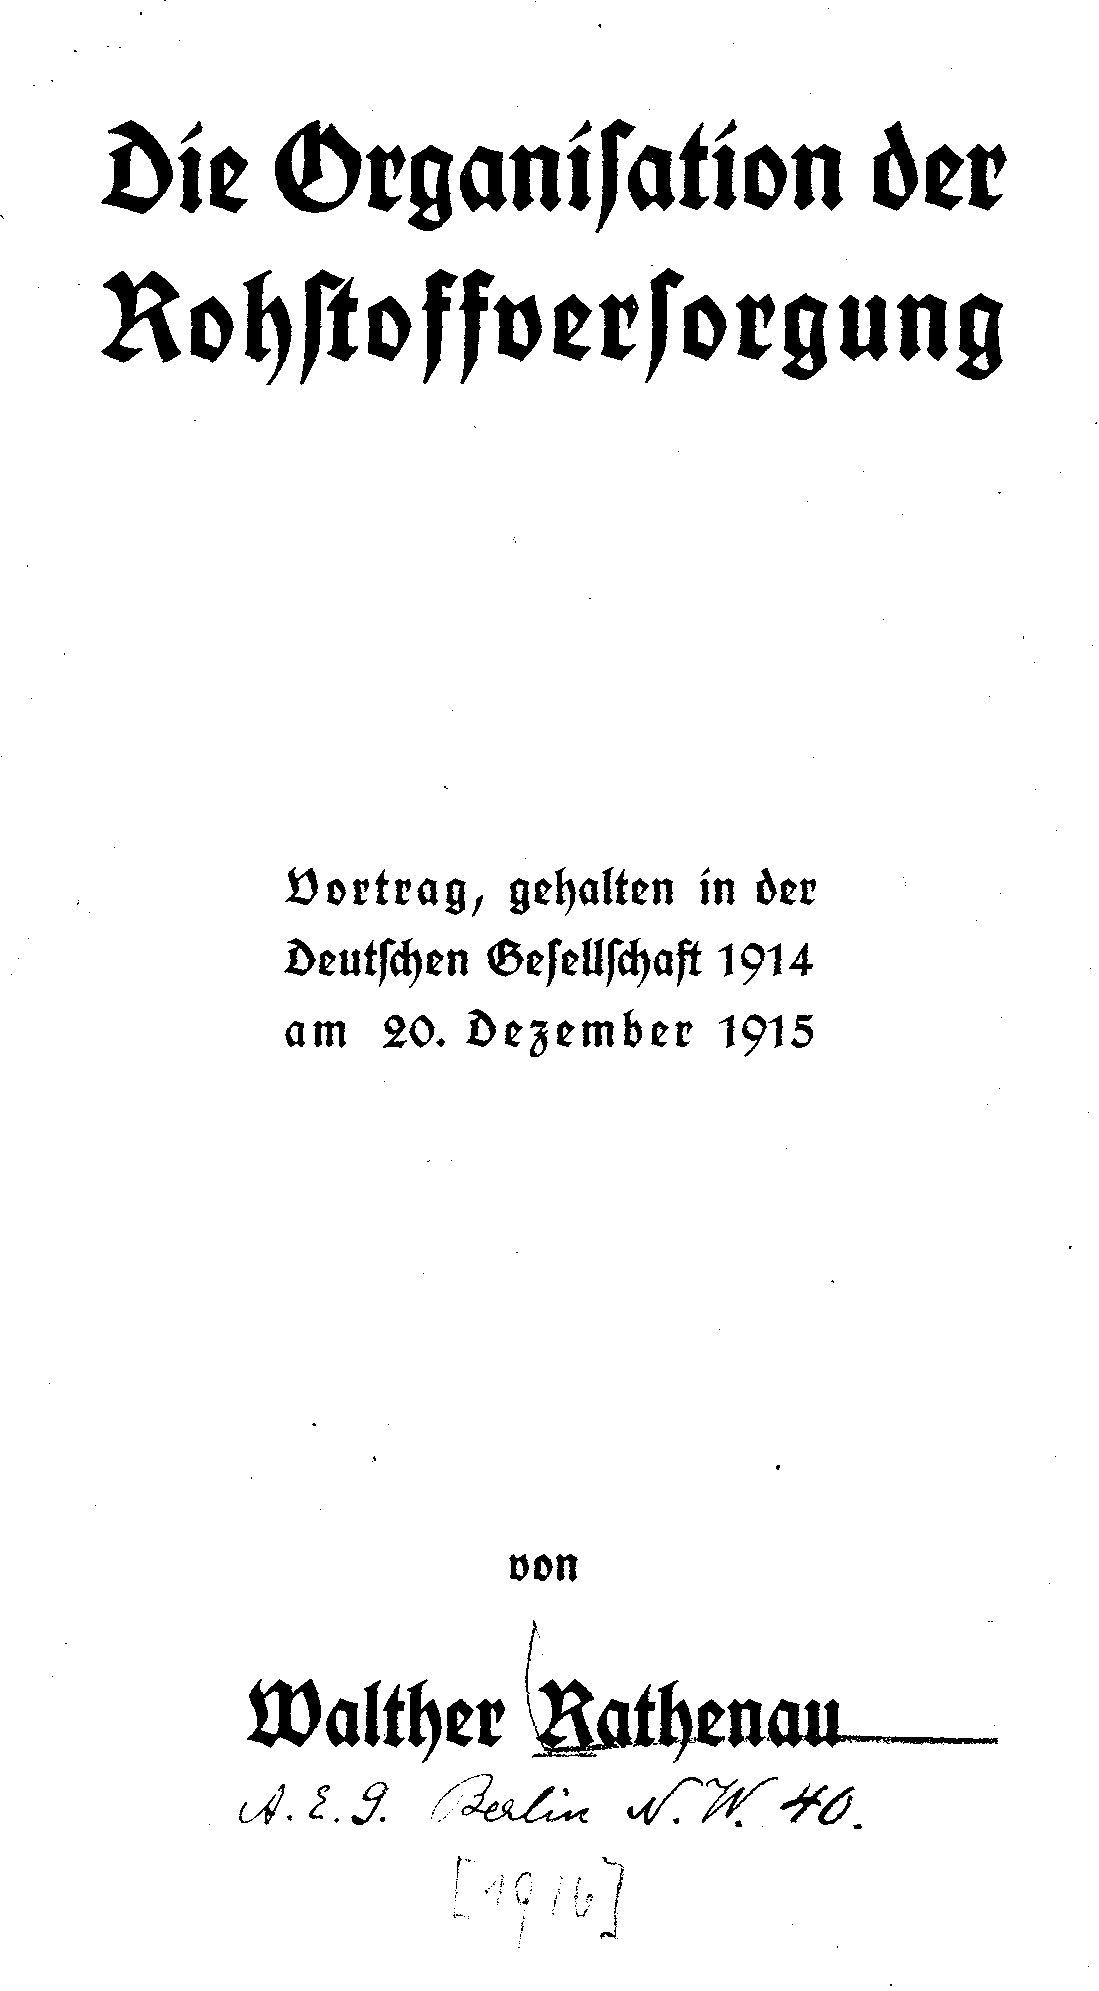 Die Organiſation der
Rohſtoffverſorgung
Vortrag, gehalten in der
Deutſchen Geſellſchaft 1914
am 20. Dezember 1915
von
Walther Rathenau
A. E. G. Berlin N. W. 40.
[1916]